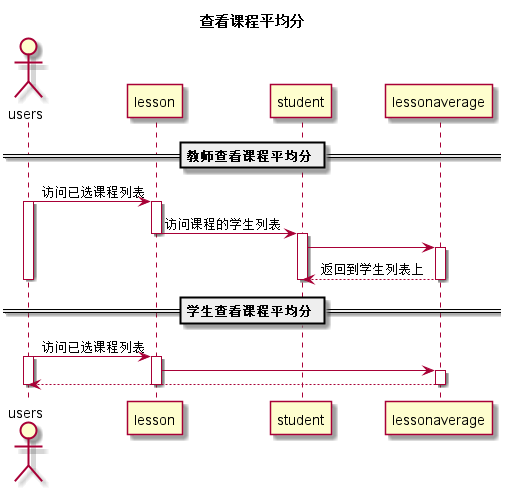 查看课程平均分
users
lesson
student
lessonaverage
教师查看课程平均分
访问已选课程列表
访问课程的学生列表
返回到学生列表上
学生查看课程平均分
访问已选课程列表
users
lesson
student
lessonaverage